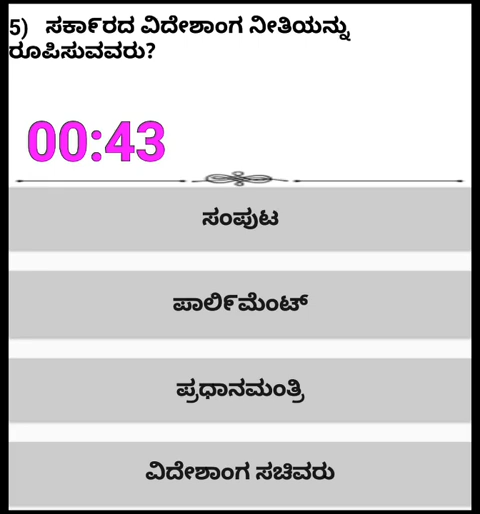 5) ಸರ್ಕಾರದ ವಿದೇಶಾಂಗ ನೀತಿಯನ್ನು
ರೂಪಿಸುವವರು?
00:43
ಸಂಪುಟ
ಪಾರ್ಲಿಮೆಂಟ್
ಪ್ರಧಾನಮಂತ್ರಿ
ವಿದೇಶಾಂಗ ಸಚಿವರು